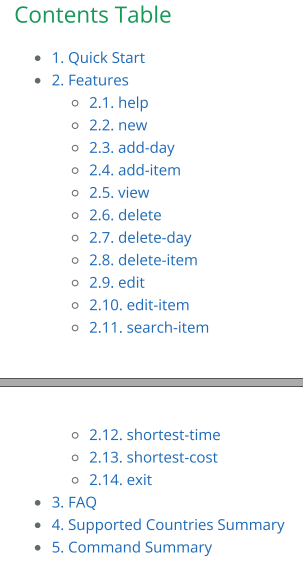 Contents Table
1. Quick Start
2. Features
2.1. help
2.2. new
2.3. add-day
2.4. add-item
2.5. view
2.6. delete
2.7. delete-day
2.8. delete-item
2.9. edit
2.10. edit-item
2.11. search-item
2.12. shortest-time
2.13. shortest-cost
2.14. exit
3. FAQ
4. Supported Countries Summary
5. Command Summary